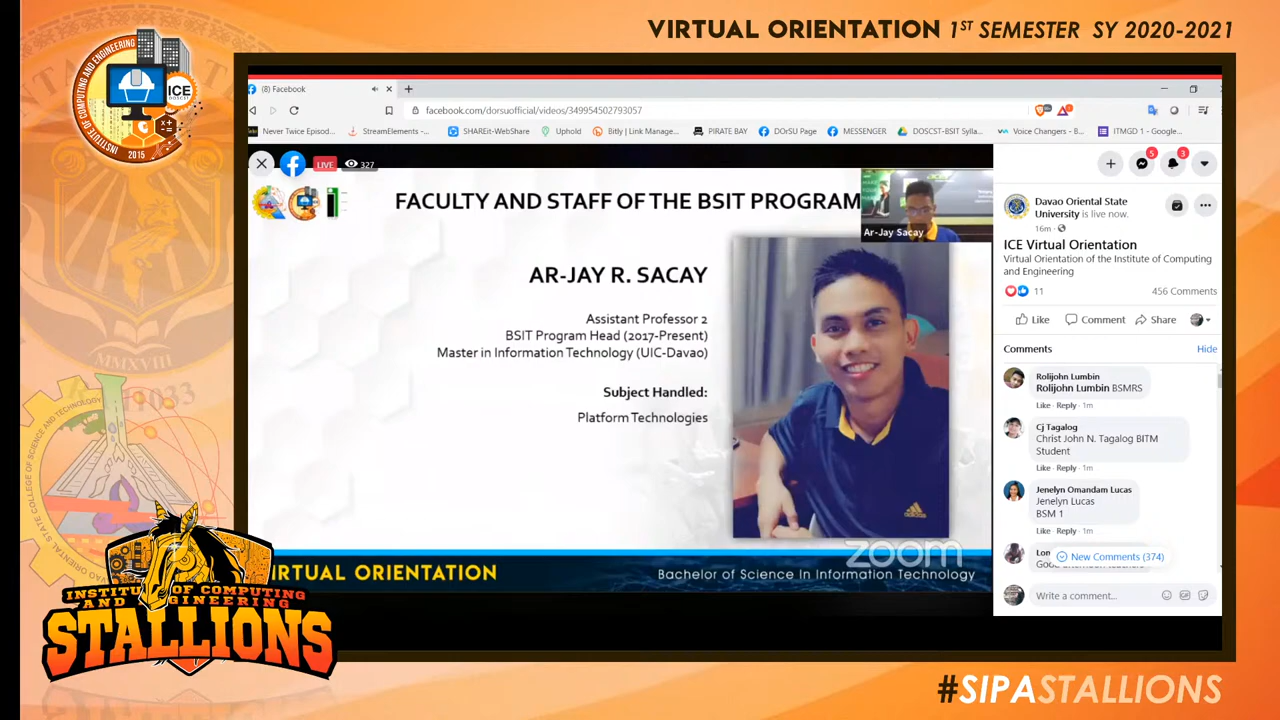 VIRTUAL ORIENTATION 1ST SEMESTER SY 2020-2021
INSTITUTE OF COMPUTING AND ENGINEERING
ICE
DOSCST
2015
(8) Facebook
facebook.com/dorsuofficial/videos/349954502793057
Never Twice Episod...
StreamElements -...
SHAREit-WebShare
Uphold
Bitly | Link Manage...
PIRATE BAY
DOrSU Page
MESSENGER
DOSCST-BSIT Sylla...
Voice Changers - B...
ITMGD 1 - Google...
LIVE
327
5
3
FACULTY AND STAFF OF THE BSIT PROGRAM
Ar-Jay Sacay
AR-JAY R. SACAY
Assistant Professor 2
BSIT Program Head (2017-Present)
Master in Information Technology (UIC-Davao)
Subject Handled:
Platform Technologies
adidas
zoom
VIRTUAL ORIENTATION
Bachelor of Science in Information Technology
Davao Oriental State
University is live now.
16m
ICE Virtual Orientation
Virtual Orientation of the Institute of Computing
and Engineering
11
456 Comments
Like
Comment
Share
Comments
Hide
Rolijohn Lumbin
Rolijohn Lumbin BSMRS
Like · Reply · 1m
Cj Tagalog
Christ John N. Tagalog BITM
Student
Like · Reply · 1m
Jenelyn Omandam Lucas
Jenelyn Lucas
BSM 1
Like · Reply · 1m
Lon
New Comments (374)
Write a comment...
GIF
MMXVIII
INSTITUTE OF COMPUTING
AND ENGINEERING
STALLIONS
#SIPASTALLIONS